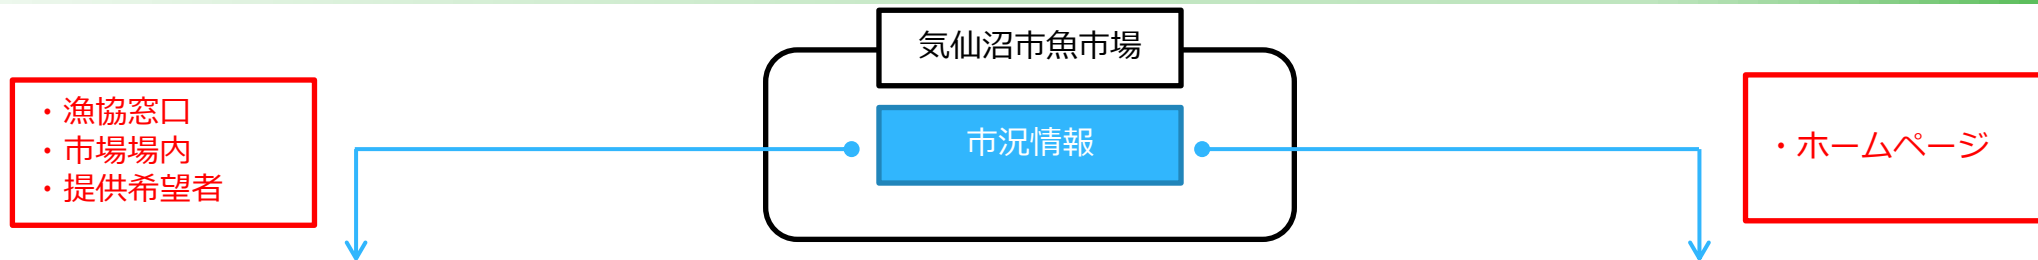 気仙沼市魚市場
・漁協窓口
・市場場内
・提供希望者
市況情報
・ホームページ